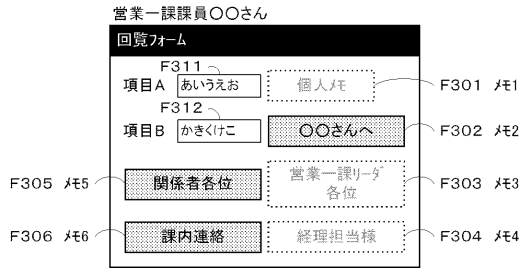 営業一課課員〇〇さん
回覧フォーム
F311
項目A あいうえお
個人メモ
F301 メモ1
F312
項目B かきくけこ
〇〇さんへ
F302 メモ2
F305 メモ5
関係者各位
営業一課リーダ
各位
F303 メモ3
F306 メモ6
課内連絡
経理担当様
F304 メモ4